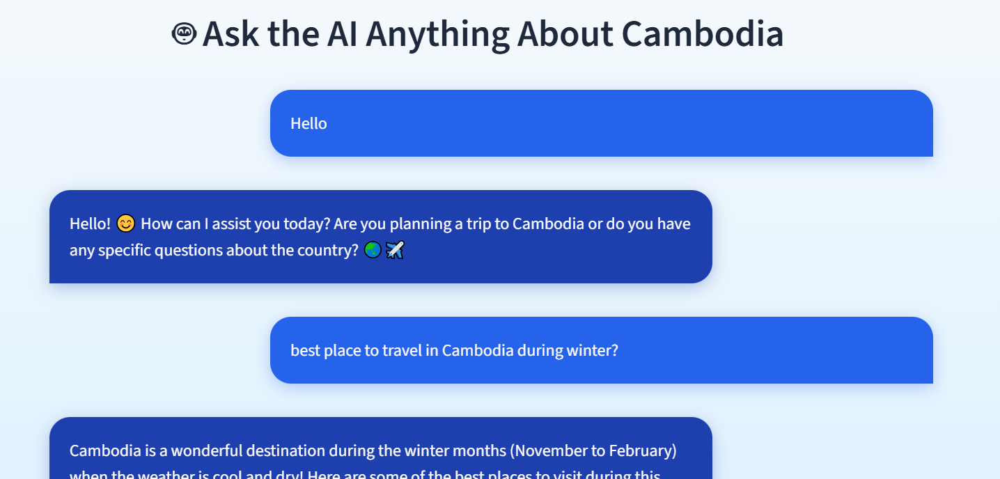 Ask the AI Anything About Cambodia
Hello
Hello! 😊 How can I assist you today? Are you planning a trip to Cambodia or do you have
any specific questions about the country? 🌏✈️
best place to travel in Cambodia during winter?
Cambodia is a wonderful destination during the winter months (November to February)
when the weather is cool and dry! Here are some of the best places to visit during this